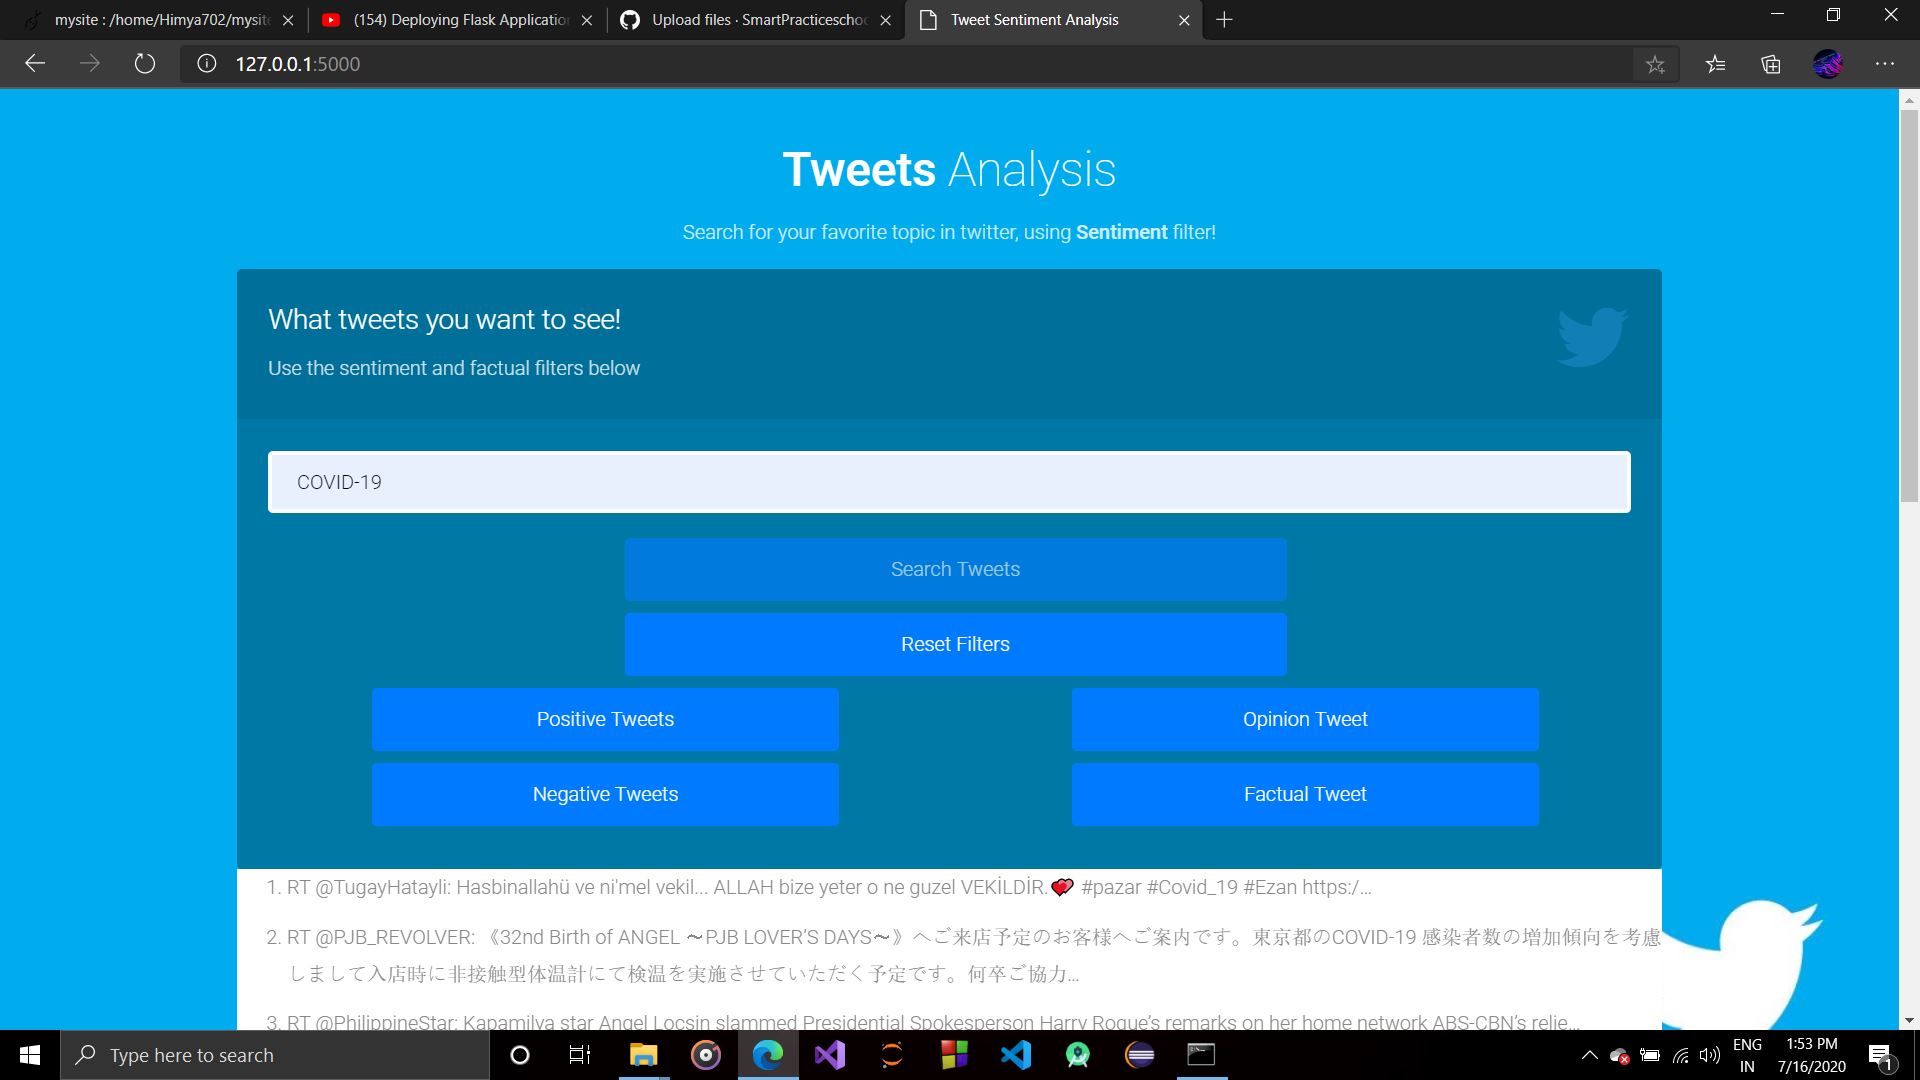 mysite : /home/Himya702/mysite
(154) Deploying Flask Application
Upload files · SmartPracticeschoo
Tweet Sentiment Analysis
127.0.0.1:5000
Tweets Analysis
Search for your favorite topic in twitter, using Sentiment filter!
What tweets you want to see!
Use the sentiment and factual filters below
COVID-19
Search Tweets
Reset Filters
Positive Tweets
Opinion Tweet
Negative Tweets
Factual Tweet
1. RT @TugayHatayli: Hasbinallahü ve ni'mel vekil... ALLAH bize yeter o ne guzel VEKİLDİR.💕 #pazar #Covid_19 #Ezan https:/…
2. RT @PJB_REVOLVER: 《32nd Birth of ANGEL 〜PJB LOVER’S DAYS〜》へご来店予定のお客様へご案内です。東京都のCOVID-19 感染者数の増加傾向を考慮
しまして入店時に非接触型体温計にて検温を実施させていただく予定です。何卒ご協力…
3. RT @PhilippineStar: Kapamilya star Angel Locsin slammed Presidential Spokesperson Harry Roque’s remarks on her home network ABS-CBN’s relie…
Type here to search
ENG
IN
1:53 PM
7/16/2020
1